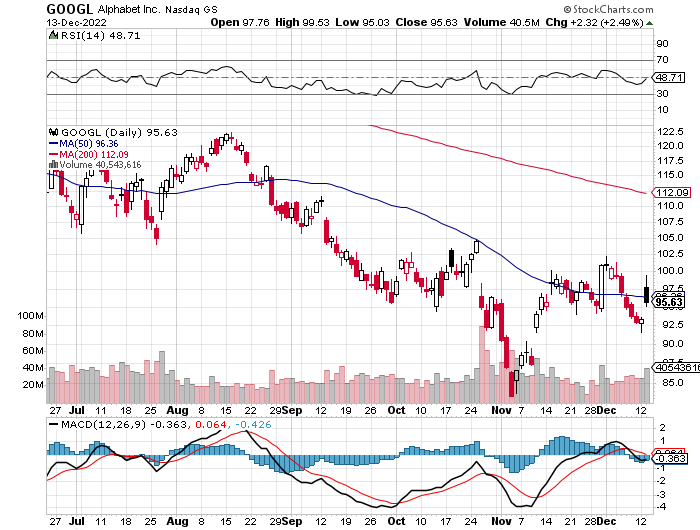 GOOGL Alphabet Inc. Nasdaq GS © StockCharts.com
13-Dec-2022 Open 97.76 High 99.53 Low 95.03 Close 95.63 Volume 40.5M Chg +2.32 (+2.49%)
RSI(14) 48.71
90
70
48.71
30
10
GOOGL (Daily) 95.63
MA(50) 96.36
MA(200) 112.09
Volume 40,543,616
122.5
120.0
117.5
115.0
112.09
110.0
107.5
105.0
102.5
100.0
97.5
95.63
92.5
90.0
85.0
100M
80M
60M
40M
20M
40543616
27 Jul 11 18 25 Aug 8 15 22 Sep 12 19 26 Oct 10 17 24 Nov 7 14 21 28 Dec 12
MACD(12,26,9) -0.363, 0.064, -0.426
2
1
-0.363
-1
-2
-3
-4
27 Jul 11 18 25 Aug 8 15 22 Sep 12 19 26 Oct 10 17 24 Nov 7 14 21 28 Dec 12